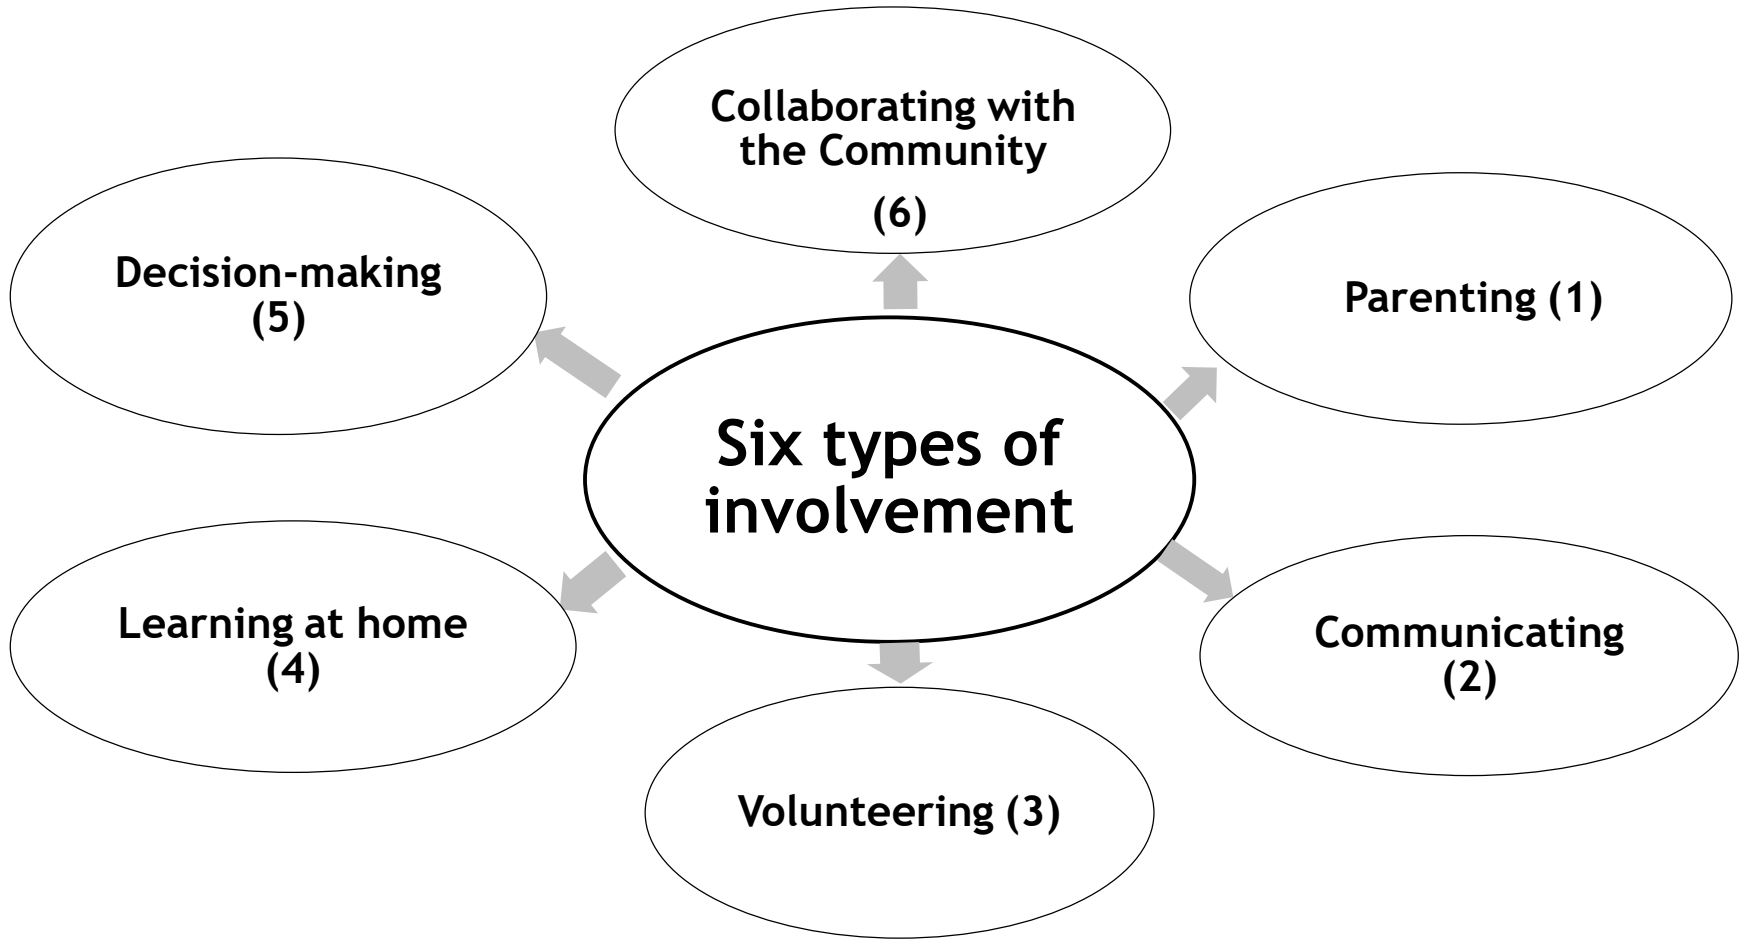 Collaborating with
the Community
(6)
Decision-making
(5)
Parenting (1)
Six types of
involvement
Learning at home
(4)
Communicating
(2)
Volunteering (3)